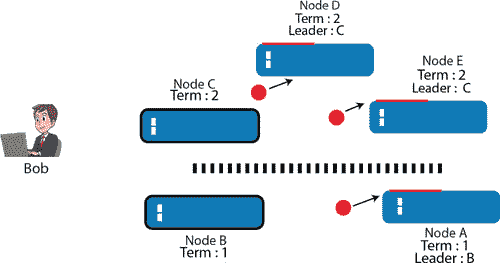 Node D
Term : 2
Leader : C
Node E
Term : 2
Leader : C
Node C
Term : 2
Bob
Node B
Term : 1
Node A
Term : 1
Leader : B